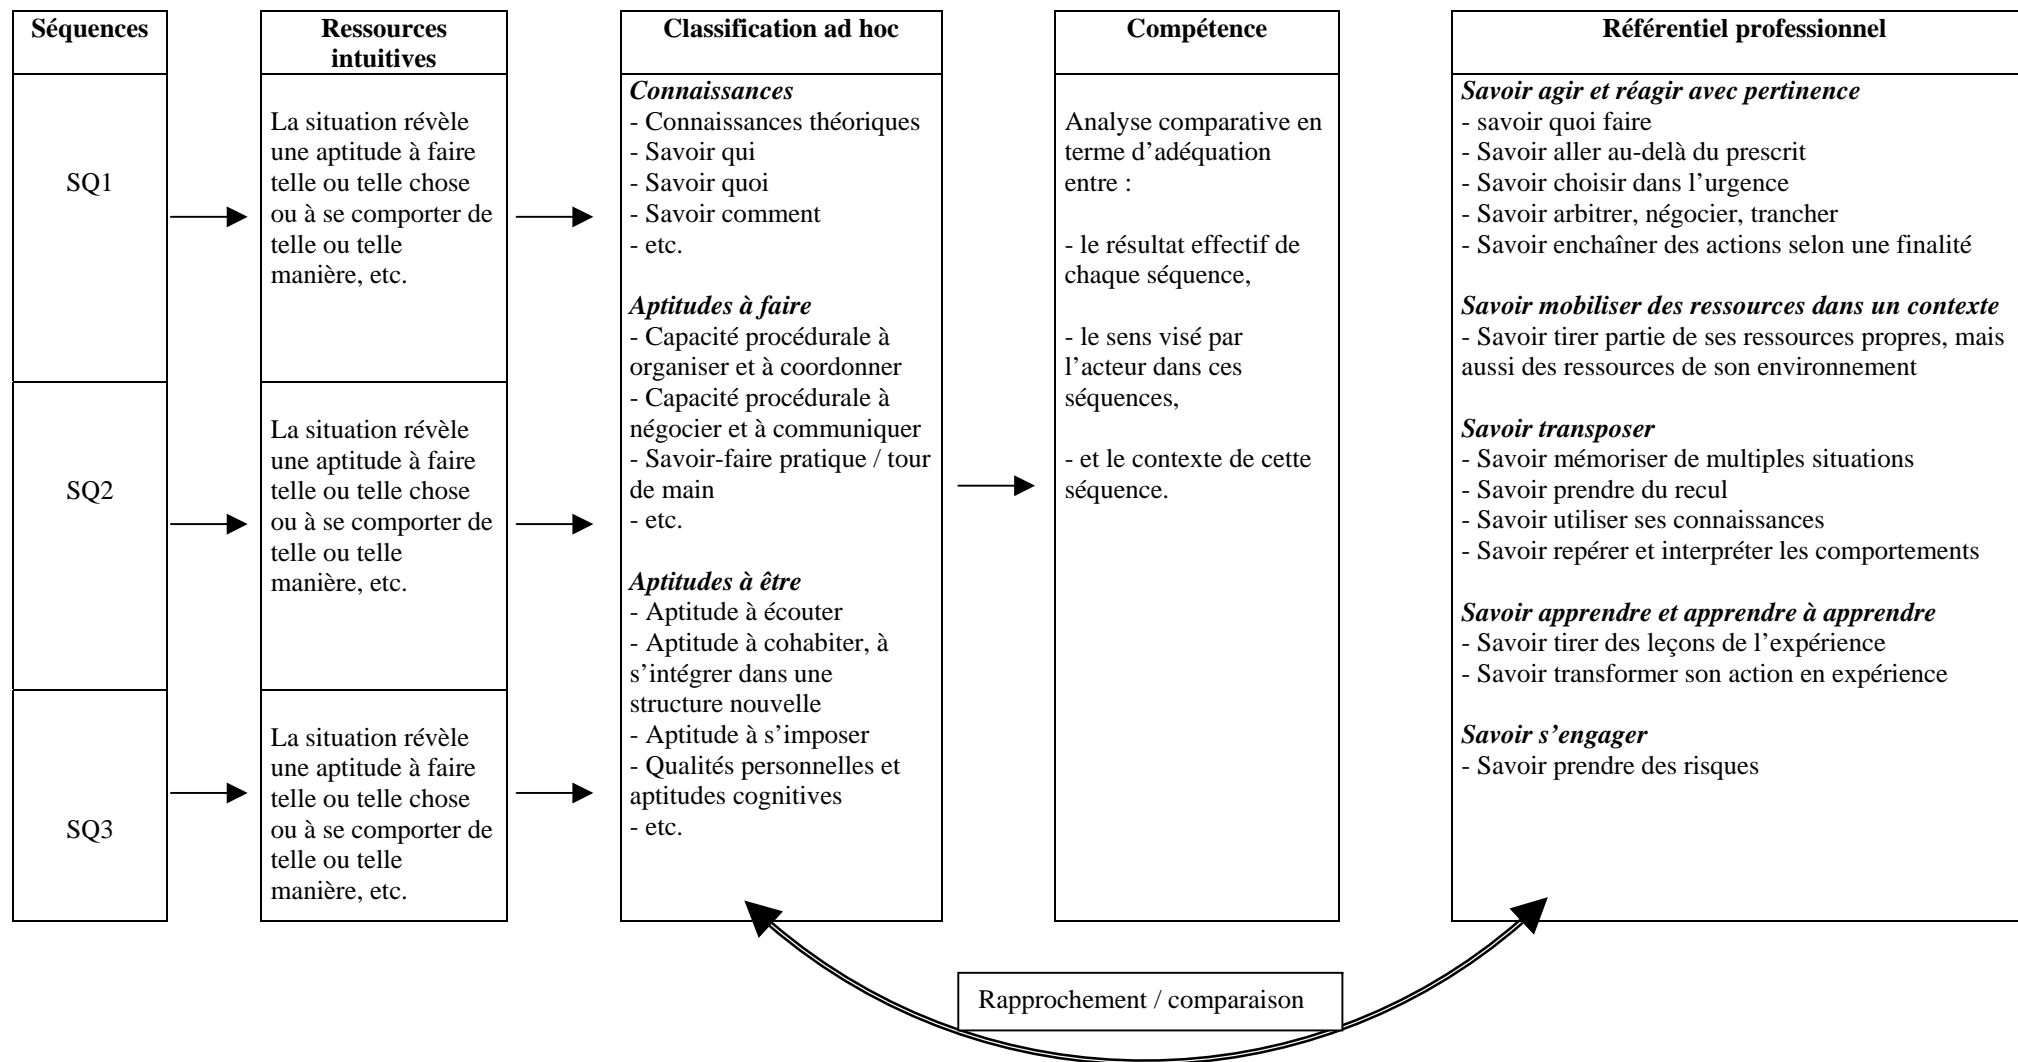 Séquences
SQ1
SQ2
SQ3
Ressources
intuitives
La situation révèle
une aptitude à faire
telle ou telle chose
ou à se comporter de
telle ou telle
manière, etc.
La situation révèle
une aptitude à faire
telle ou telle chose
ou à se comporter de
telle ou telle
manière, etc.
La situation révèle
une aptitude à faire
telle ou telle chose
ou à se comporter de
telle ou telle
manière, etc.
Classification ad hoc
Connaissances
- Connaissances théoriques
- Savoir qui
- Savoir quoi
- Savoir comment
- etc.
Aptitudes à faire
- Capacité procédurale à
organiser et à coordonner
- Capacité procédurale à
négocier et à communiquer
- Savoir-faire pratique / tour
de main
- etc.
Aptitudes à être
- Aptitude à écouter
- Aptitude à cohabiter, à
s’intégrer dans une
structure nouvelle
- Aptitude à s’imposer
- Qualités personnelles et
aptitudes cognitives
- etc.
Compétence
Analyse comparative en
terme d’adéquation
entre :
- le résultat effectif de
chaque séquence,
- le sens visé par
l’acteur dans ces
séquences,
- et le contexte de cette
séquence.
Référentiel professionnel
Savoir agir et réagir avec pertinence
- savoir quoi faire
- Savoir aller au-delà du prescrit
- Savoir choisir dans l’urgence
- Savoir arbitrer, négocier, trancher
- Savoir enchaîner des actions selon une finalité
Savoir mobiliser des ressources dans un contexte
- Savoir tirer partie de ses ressources propres, mais
aussi des ressources de son environnement
Savoir transposer
- Savoir mémoriser de multiples situations
- Savoir prendre du recul
- Savoir utiliser ses connaissances
- Savoir repérer et interpréter les comportements
Savoir apprendre et apprendre à apprendre
- Savoir tirer des leçons de l’expérience
- Savoir transformer son action en expérience
Savoir s’engager
- Savoir prendre des risques
Rapprochement / comparaison